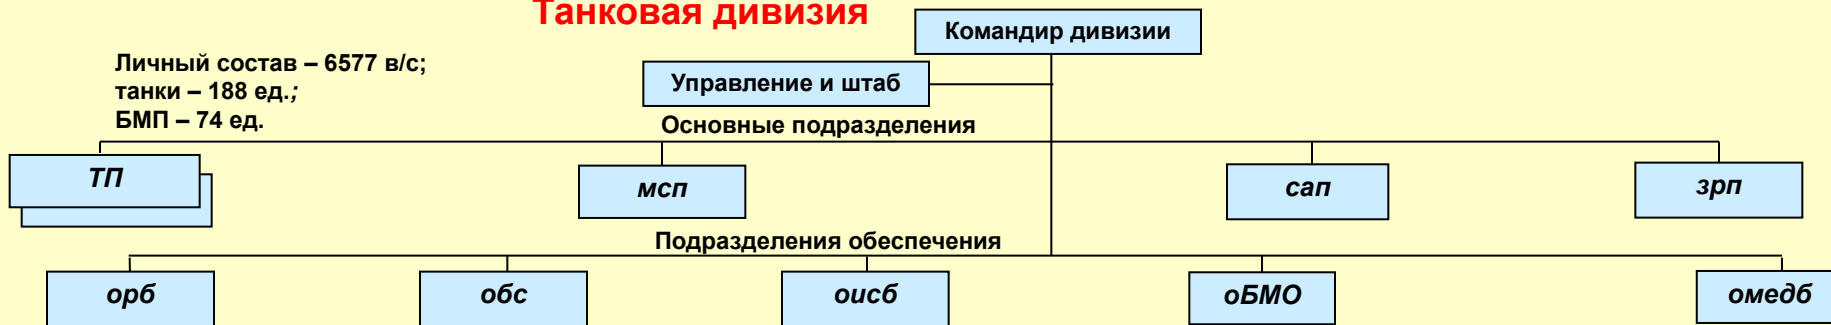 Танковая дивизия
Командир дивизии
Личный состав – 6577 в/с;
танки – 188 ед.;
БМП – 74 ед.
Управление и штаб
Основные подразделения
ТП
мсп
сап
зрп
Подразделения обеспечения
орб
обс
оисб
оБМО
омедб